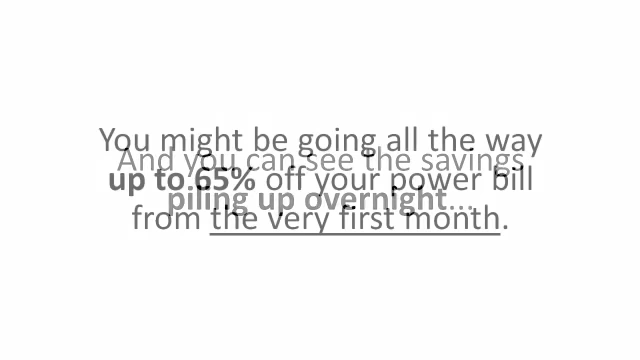 You might be going all the way
And you can see the savings
up to 65% off your power bill
piling up overnight...
from the very first month.